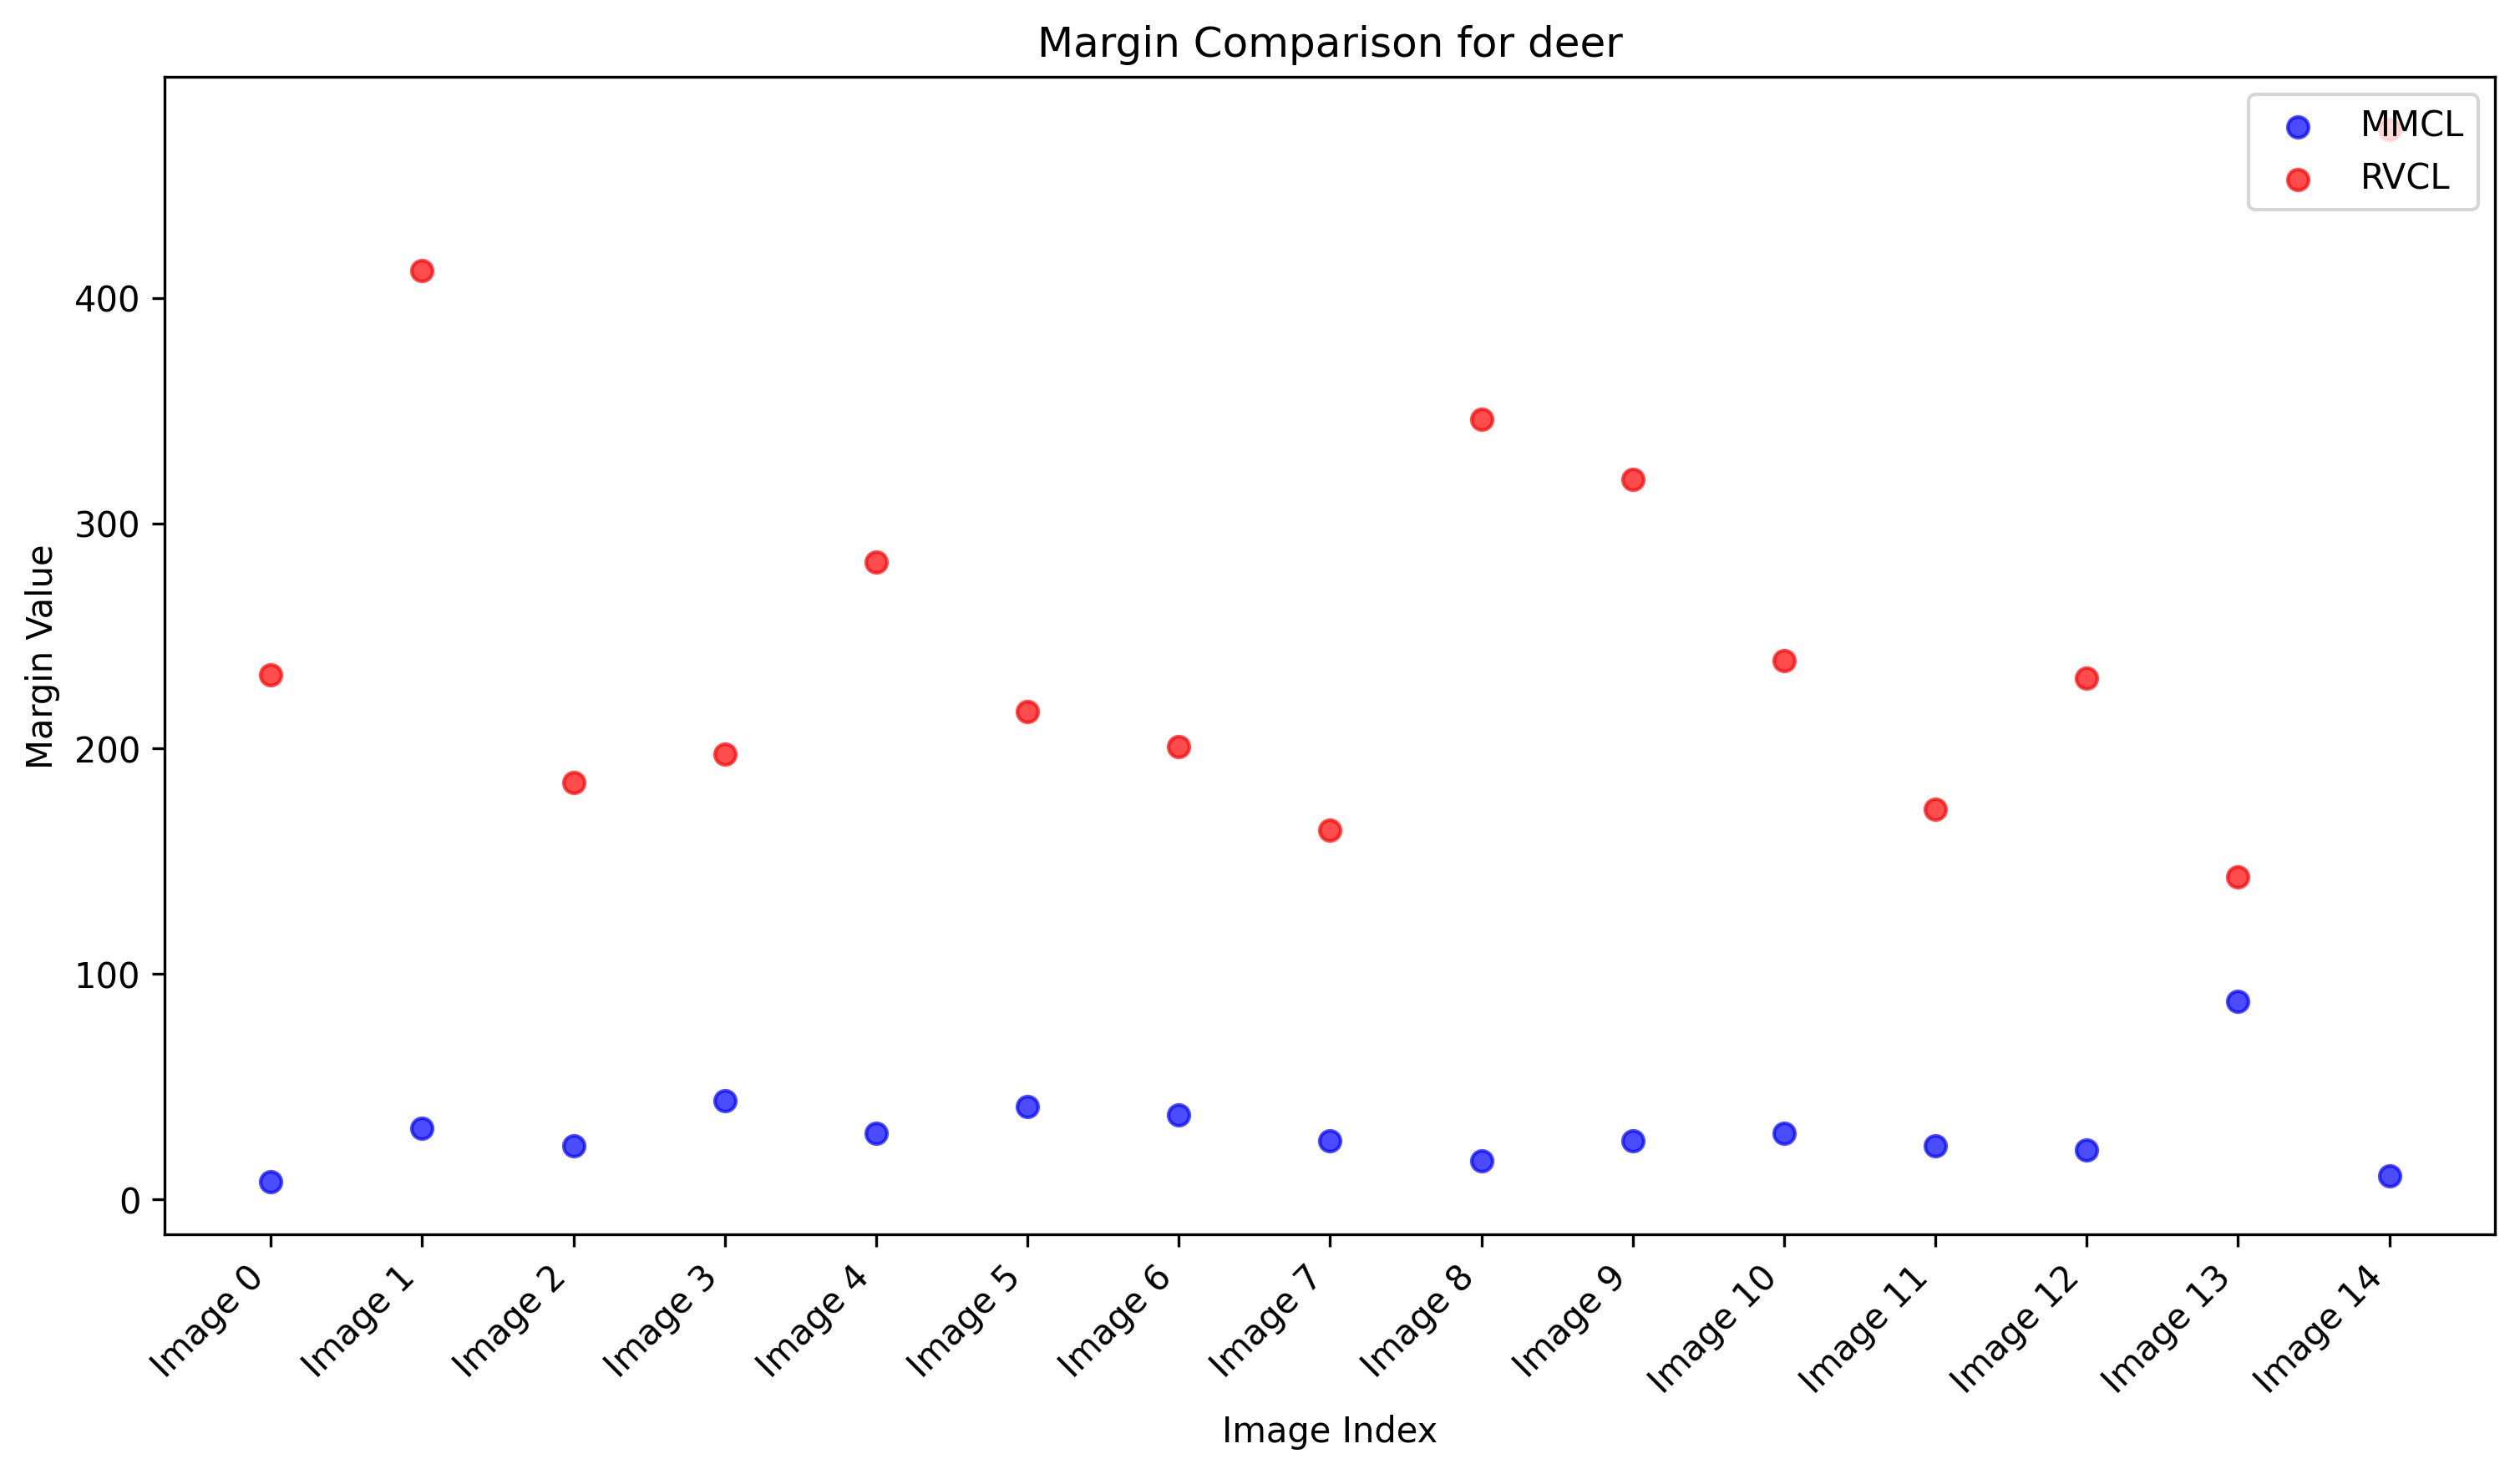 Margin Comparison for deer
MMCL
RVCL
Margin Value
400
300
200
100
0
Image 0
Image 1
Image 2
Image 3
Image 4
Image 5
Image 6
Image 7
Image 8
Image 9
Image 10
Image 11
Image 12
Image 13
Image 14
Image Index